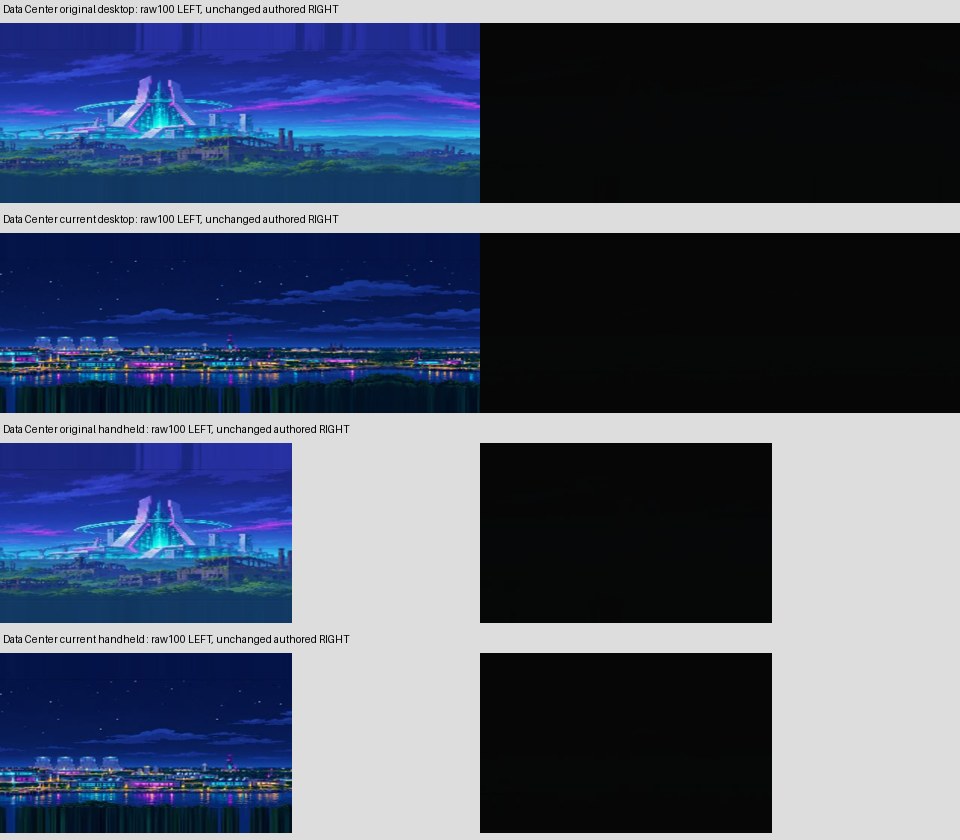 Data Center original desktop: raw100 LEFT, unchanged authored RIGHT
Data Center current desktop: raw100 LEFT, unchanged authored RIGHT
Data Center original handheld: raw100 LEFT, unchanged authored RIGHT
Data Center current handheld: raw100 LEFT, unchanged authored RIGHT